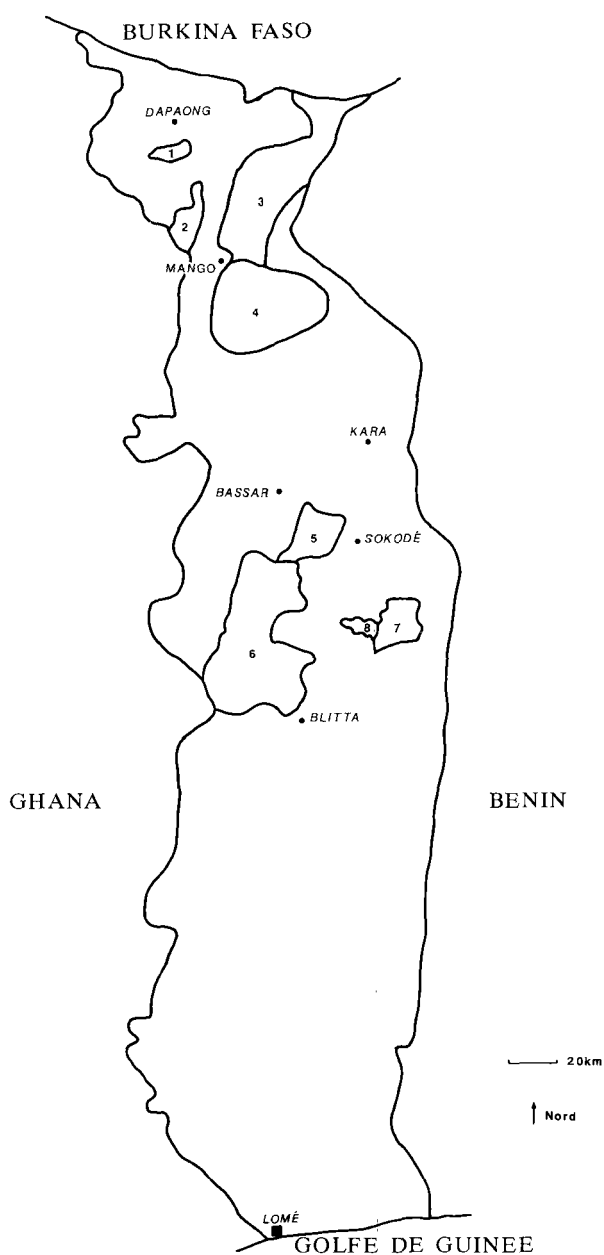 BURKINA FASO
DAPAONG
1
2
3
MANGO
4
KARA
BASSAR
5
SOKODÉ
8
7
6
BLITTA
GHANA
BENIN
20km
Nord
LOMÉ
GOLFE DE GUINEE